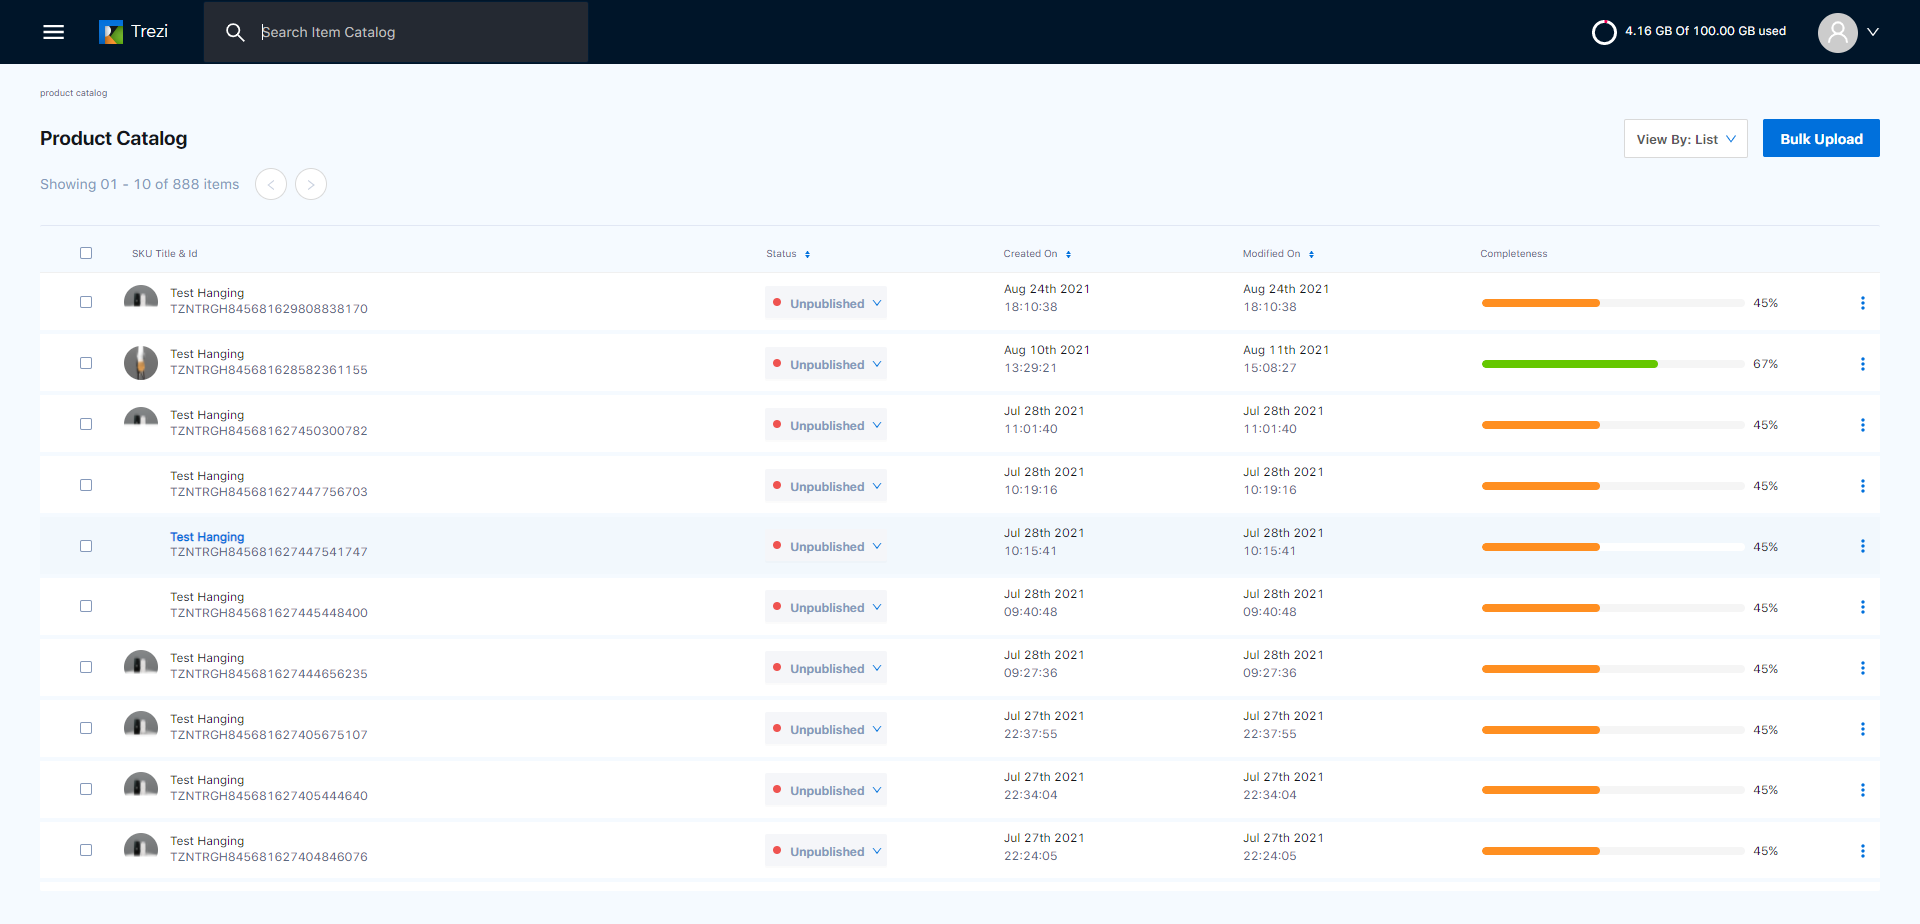 Trezi
Search Item Catalog
4.16 GB Of 100.00 GB used
product catalog
Product Catalog
View By: List
Bulk Upload
Showing 01 - 10 of 888 items
SKU Title & Id Status Created On Modified On Completeness
Test Hanging
TZNTRGH845681629808838170
Unpublished
Aug 24th 2021
18:10:38
Aug 24th 2021
18:10:38
45%
Test Hanging
TZNTRGH845681628582361155
Unpublished
Aug 10th 2021
13:29:21
Aug 11th 2021
15:08:27
67%
Test Hanging
TZNTRGH845681627450300782
Unpublished
Jul 28th 2021
11:01:40
Jul 28th 2021
11:01:40
45%
Test Hanging
TZNTRGH845681627447756703
Unpublished
Jul 28th 2021
10:19:16
Jul 28th 2021
10:19:16
45%
Test Hanging
TZNTRGH845681627447541747
Unpublished
Jul 28th 2021
10:15:41
Jul 28th 2021
10:15:41
45%
Test Hanging
TZNTRGH845681627445448400
Unpublished
Jul 28th 2021
09:40:48
Jul 28th 2021
09:40:48
45%
Test Hanging
TZNTRGH845681627444656235
Unpublished
Jul 28th 2021
09:27:36
Jul 28th 2021
09:27:36
45%
Test Hanging
TZNTRGH845681627405675107
Unpublished
Jul 27th 2021
22:37:55
Jul 27th 2021
22:37:55
45%
Test Hanging
TZNTRGH845681627405444640
Unpublished
Jul 27th 2021
22:34:04
Jul 27th 2021
22:34:04
45%
Test Hanging
TZNTRGH845681627404846076
Unpublished
Jul 27th 2021
22:24:05
Jul 27th 2021
22:24:05
45%